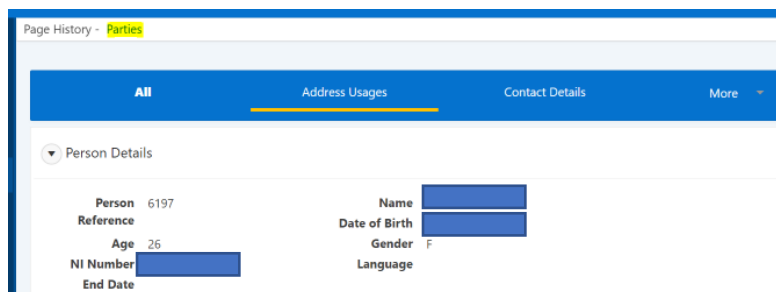 Page History - Parties
All Address Usages Contact Details More
Person Details
Person Reference 6197 Name
Date of Birth
Age 26 Gender F
NI Number Language
End Date